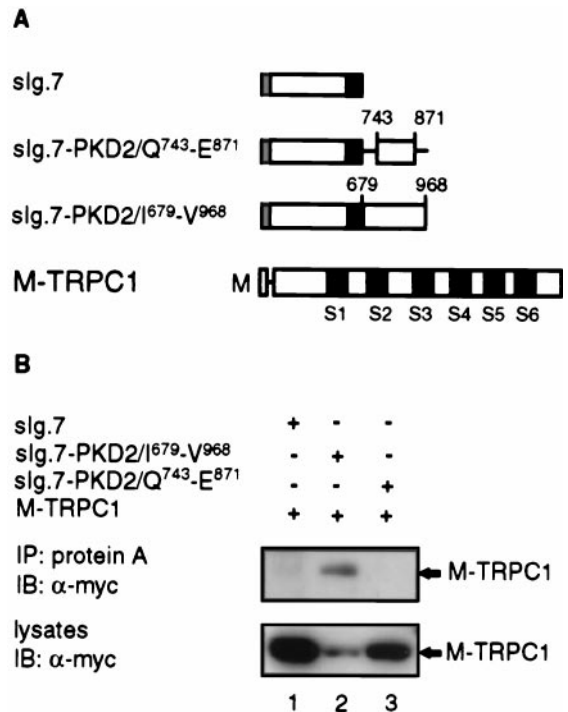 A
sIg.7
743 871
sIg.7-PKD2/Q743-E871
679 968
sIg.7-PKD2/I679-V968
M-TRPC1 M
S1 S2 S3 S4 S5 S6
B
sIg.7 + - -
sIg.7-PKD2/I679-V968 - + -
sIg.7-PKD2/Q743-E871 - - +
M-TRPC1 + + +
IP: protein A
IB: α-myc
M-TRPC1
lysates
IB: α-myc
M-TRPC1
1 2 3